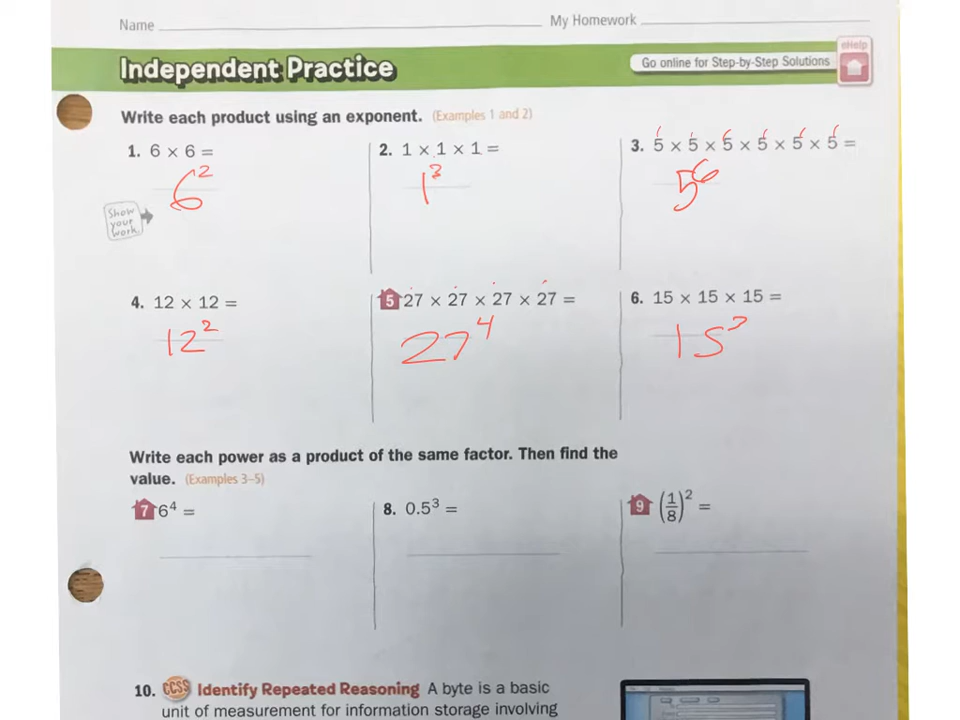 Name My Homework
Independent Practice
Go online for Step-by-Step Solutions
eHelp
Write each product using an exponent. (Examples 1 and 2)
1. 6 × 6 =
6²
2. 1 × 1 × 1 =
1³
3. 5 × 5 × 5 × 5 × 5 × 5 =
5⁶
Show
your
work.
4. 12 × 12 =
12²
5 27 × 27 × 27 × 27 =
27⁴
6. 15 × 15 × 15 =
15³
Write each power as a product of the same factor. Then find the
value. (Examples 3–5)
7 6⁴ =
8. 0.5³ =
9 (1/8)² =
10. CCSS Identify Repeated Reasoning A byte is a basic
unit of measurement for information storage involving